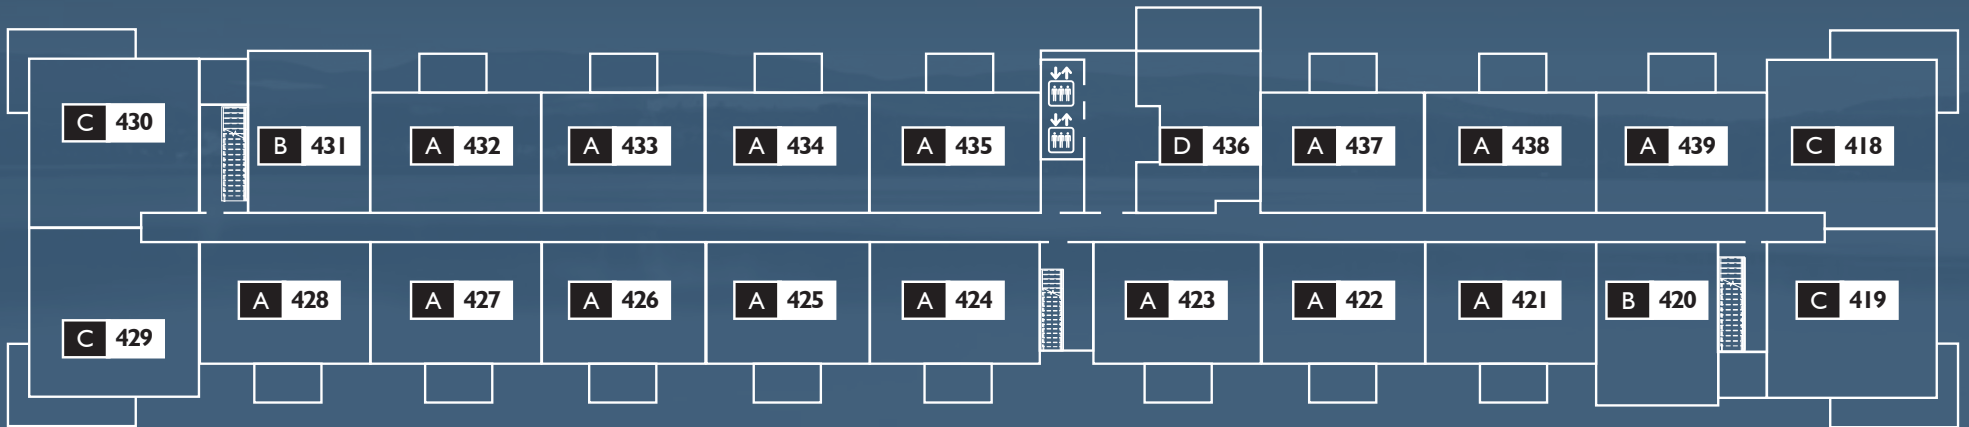 C 430
B 431
A 432
A 433
A 434
A 435
D 436
A 437
A 438
A 439
C 418
C 429
A 428
A 427
A 426
A 425
A 424
A 423
A 422
A 421
B 420
C 419